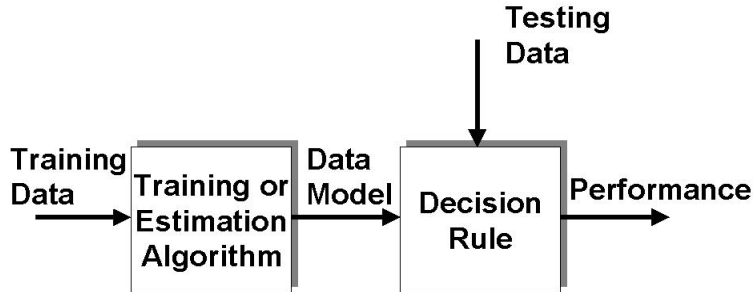 Testing
Data
Training
Data
Training or
Estimation
Algorithm
Data
Model
Decision
Rule
Performance